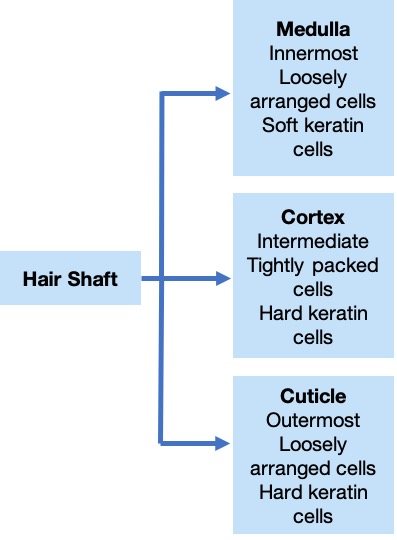 Medulla
Innermost
Loosely
arranged cells
Soft keratin
cells
Hair Shaft
Cortex
Intermediate
Tightly packed
cells
Hard keratin
cells
Cuticle
Outermost
Loosely
arranged cells
Hard keratin
cells